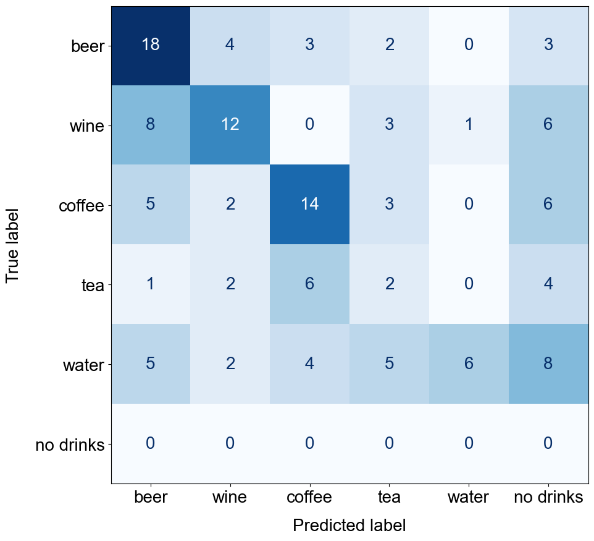 True label
beer 18 4 3 2 0 3
wine 8 12 0 3 1 6
coffee 5 2 14 3 0 6
tea 1 2 6 2 0 4
water 5 2 4 5 6 8
no drinks 0 0 0 0 0 0
beer wine coffee tea water no drinks
Predicted label